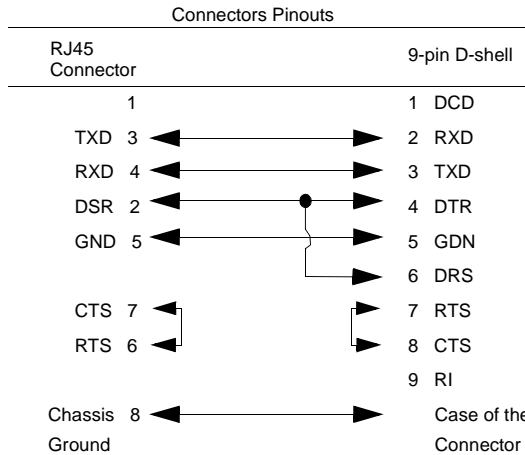 Connectors Pinouts
RJ45 Connector 9-pin D-shell
1 1 DCD
TXD 3 2 RXD
RXD 4 3 TXD
DSR 2 4 DTR
GND 5 5 GDN
6 DRS
CTS 7 7 RTS
RTS 6 8 CTS
9 RI
Chassis 8 Case of the
Ground Connector